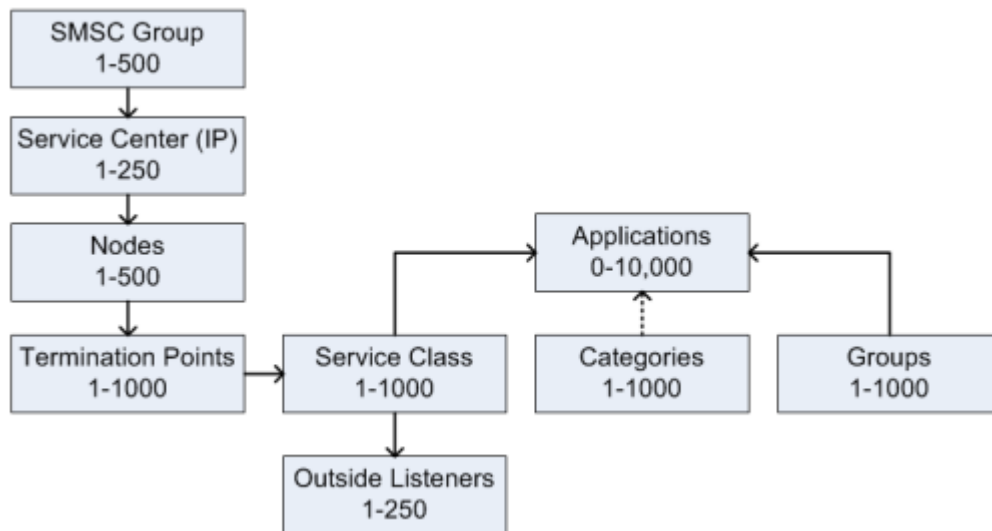 SMSC Group
1-500
Service Center (IP)
1-250
Nodes
1-500
Applications
0-10,000
Termination Points
1-1000
Service Class
1-1000
Categories
1-1000
Groups
1-1000
Outside Listeners
1-250